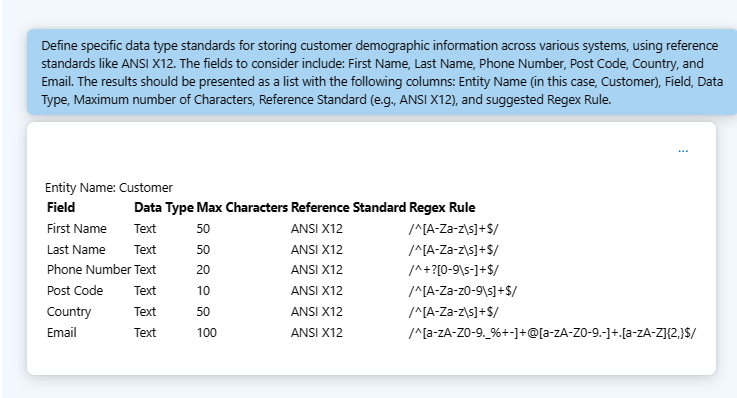 Define specific data type standards for storing customer demographic information across various systems, using reference
standards like ANSI X12. The fields to consider include: First Name, Last Name, Phone Number, Post Code, Country, and
Email. The results should be presented as a list with the following columns: Entity Name (in this case, Customer), Field, Data
Type, Maximum number of Characters, Reference Standard (e.g., ANSI X12), and suggested Regex Rule.
...
Entity Name: Customer
Field Data Type Max Characters Reference Standard Regex Rule
First Name Text 50 ANSI X12 /^[A-Za-z\s]+$/
Last Name Text 50 ANSI X12 /^[A-Za-z\s]+$/
Phone Number Text 20 ANSI X12 /^+?[0-9\s-]+$/
Post Code Text 10 ANSI X12 /^[A-Za-z0-9\s]+$/
Country Text 50 ANSI X12 /^[A-Za-z\s]+$/
Email Text 100 ANSI X12 /^[a-zA-Z0-9._%+-]+@[a-zA-Z0-9.-]+.[a-zA-Z]{2,}$/